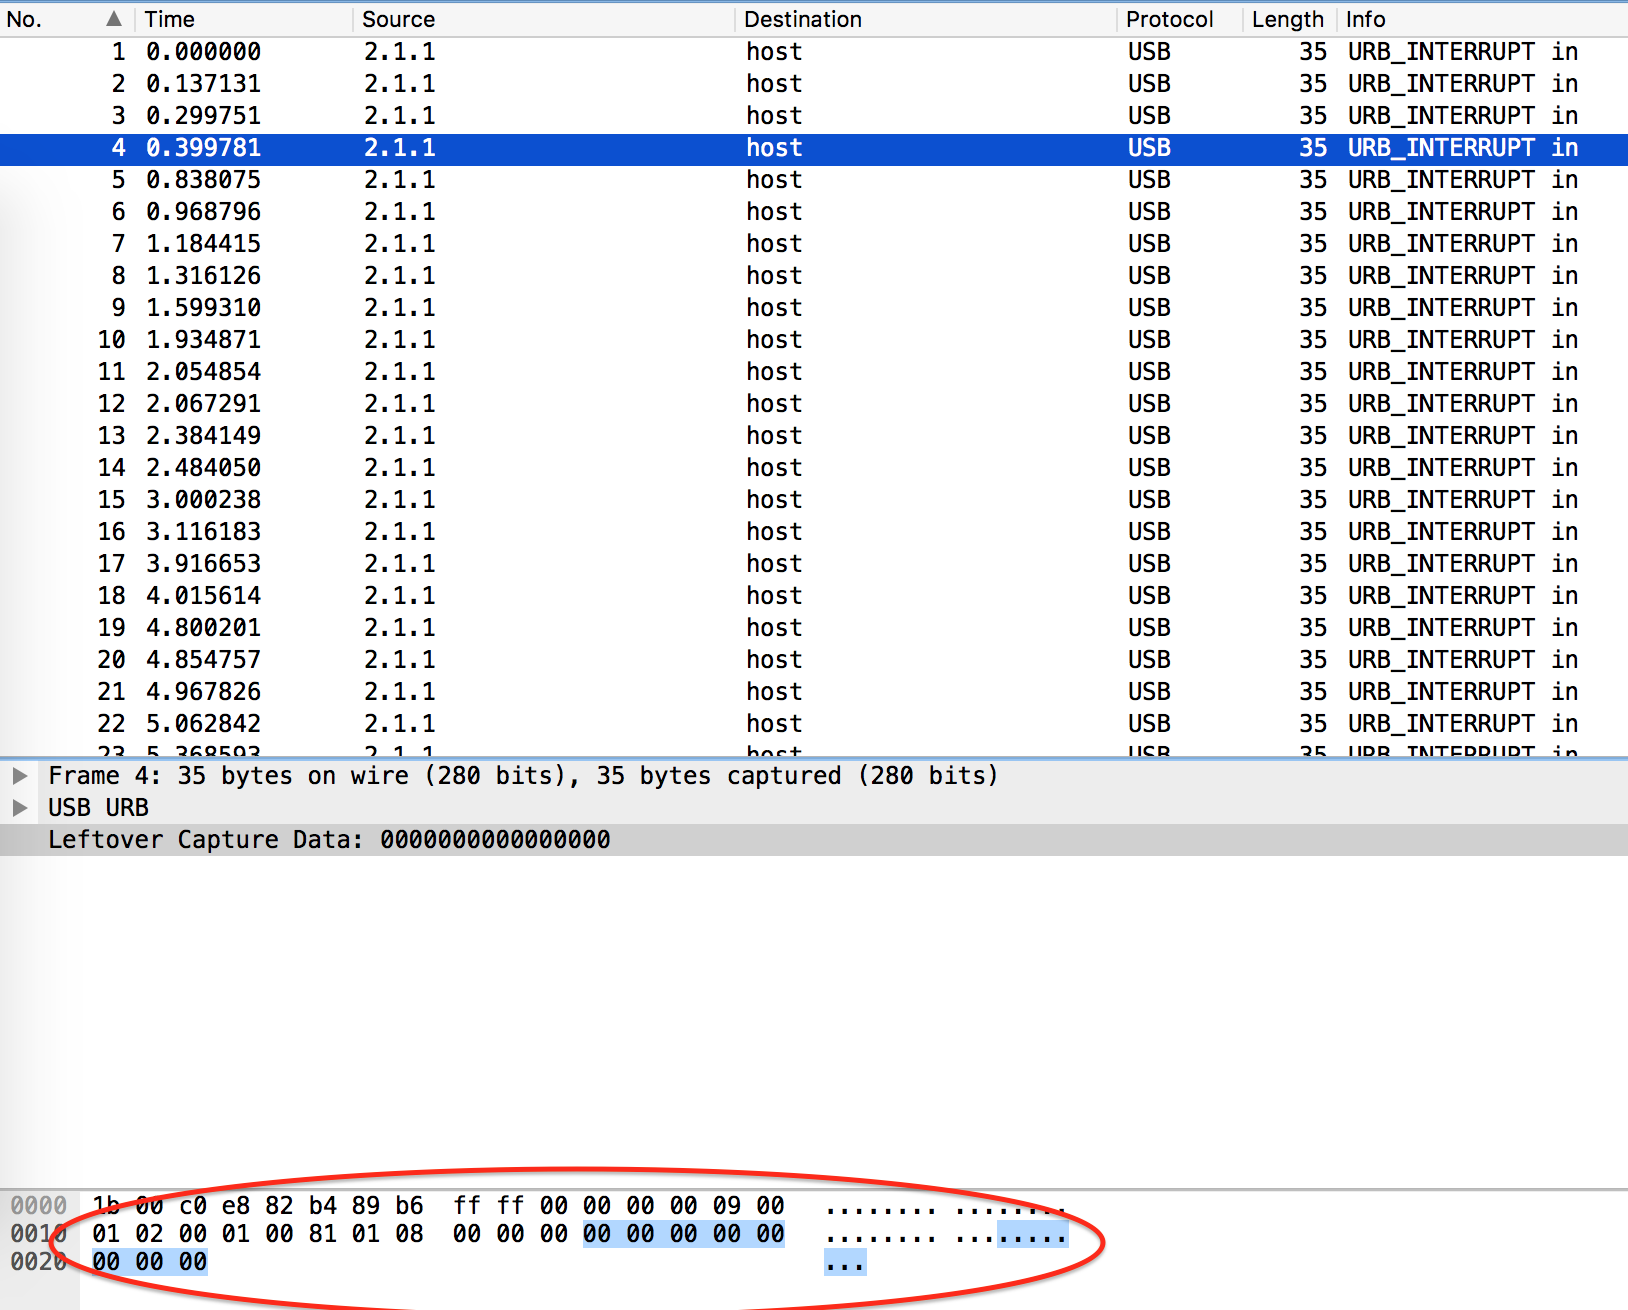 No. ▲ Time Source Destination Protocol Length Info
1 0.000000 2.1.1 host USB 35 URB_INTERRUPT in
2 0.137131 2.1.1 host USB 35 URB_INTERRUPT in
3 0.299751 2.1.1 host USB 35 URB_INTERRUPT in
4 0.399781 2.1.1 host USB 35 URB_INTERRUPT in
5 0.838075 2.1.1 host USB 35 URB_INTERRUPT in
6 0.968796 2.1.1 host USB 35 URB_INTERRUPT in
7 1.184415 2.1.1 host USB 35 URB_INTERRUPT in
8 1.316126 2.1.1 host USB 35 URB_INTERRUPT in
9 1.599310 2.1.1 host USB 35 URB_INTERRUPT in
10 1.934871 2.1.1 host USB 35 URB_INTERRUPT in
11 2.054854 2.1.1 host USB 35 URB_INTERRUPT in
12 2.067291 2.1.1 host USB 35 URB_INTERRUPT in
13 2.384149 2.1.1 host USB 35 URB_INTERRUPT in
14 2.484050 2.1.1 host USB 35 URB_INTERRUPT in
15 3.000238 2.1.1 host USB 35 URB_INTERRUPT in
16 3.116183 2.1.1 host USB 35 URB_INTERRUPT in
17 3.916653 2.1.1 host USB 35 URB_INTERRUPT in
18 4.015614 2.1.1 host USB 35 URB_INTERRUPT in
19 4.800201 2.1.1 host USB 35 URB_INTERRUPT in
20 4.854757 2.1.1 host USB 35 URB_INTERRUPT in
21 4.967826 2.1.1 host USB 35 URB_INTERRUPT in
22 5.062842 2.1.1 host USB 35 URB_INTERRUPT in
23 5.368593 2.1.1 host USB 35 URB_INTERRUPT in
Frame 4: 35 bytes on wire (280 bits), 35 bytes captured (280 bits)
USB URB
Leftover Capture Data: 0000000000000000
0000 1b 00 c0 e8 82 b4 89 b6 ff ff 00 00 00 00 09 00 ........ ........
0010 01 02 00 01 00 81 01 08 00 00 00 00 00 00 00 00 ........ ........
0020 00 00 00 ...